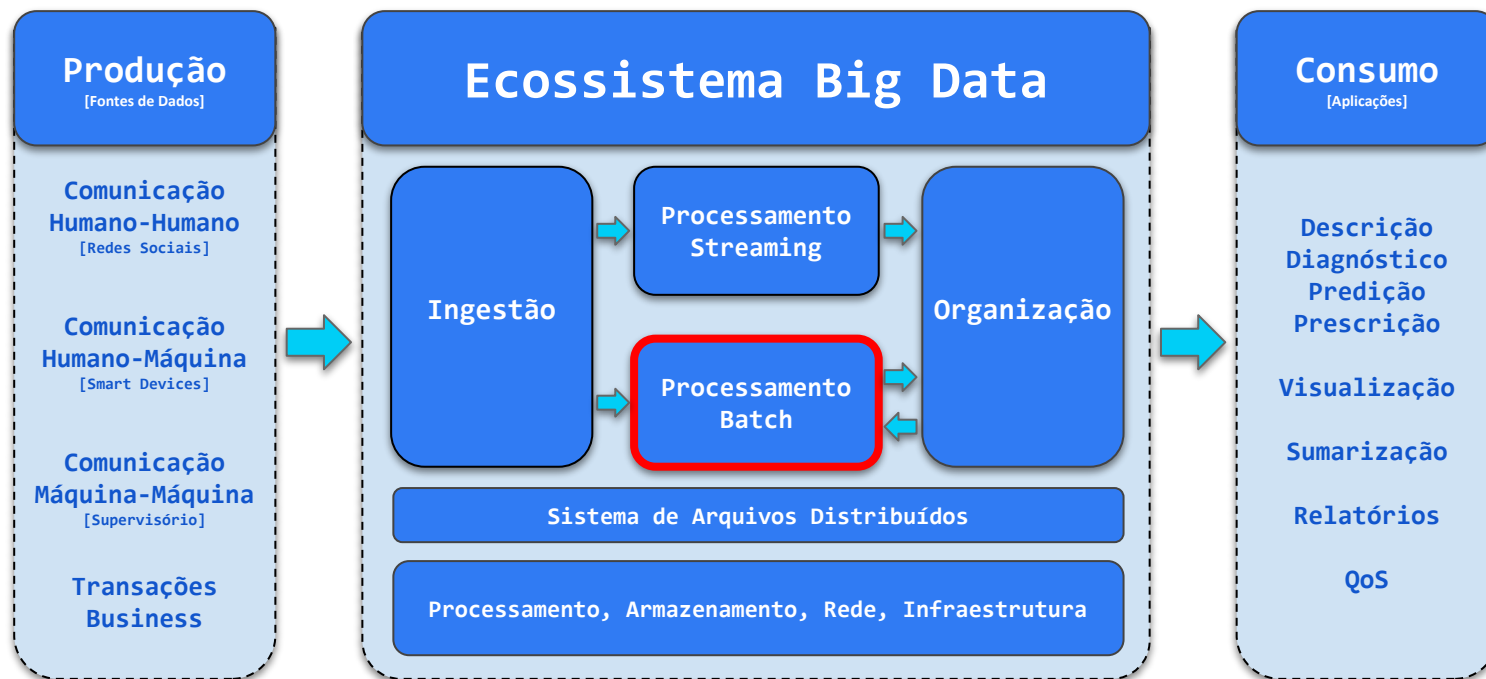 Produção
[Fontes de Dados]
Comunicação
Humano-Humano
[Redes Sociais]
Comunicação
Humano-Máquina
[Smart Devices]
Comunicação
Máquina-Máquina
[Supervisório]
Transações
Business
Ecossistema Big Data
Ingestão
Processamento
Streaming
Processamento
Batch
Organização
Sistema de Arquivos Distribuídos
Processamento, Armazenamento, Rede, Infraestrutura
Consumo
[Aplicações]
Descrição
Diagnóstico
Predição
Prescrição
Visualização
Sumarização
Relatórios
QoS